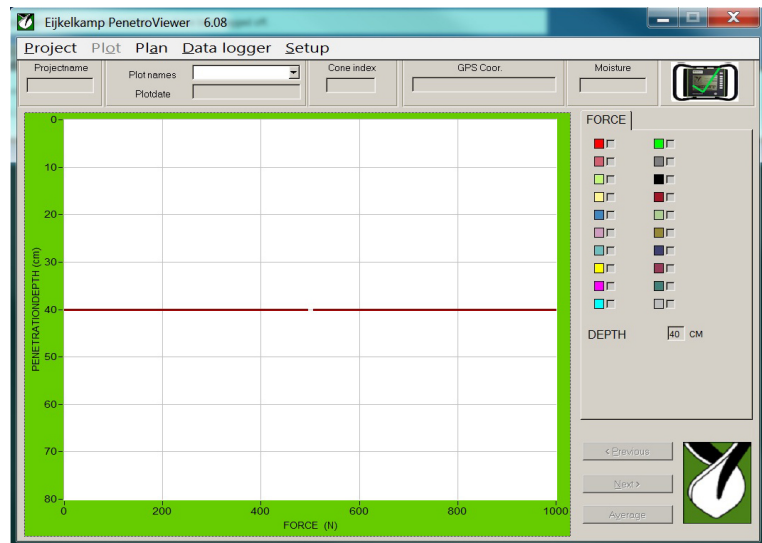 Eijkelkamp PenetroViewer 6.08
Project Plot Plan Data logger Setup
Projectname
Plot names
Plotdate
Cone index
GPS Coor.
Moisture
FORCE
0
10
20
30
40
50
60
70
80
PENETRATIONDEPTH (cm)
0 200 400 600 800 1000
FORCE (N)
DEPTH 40 CM
<Previous
Next>
Average